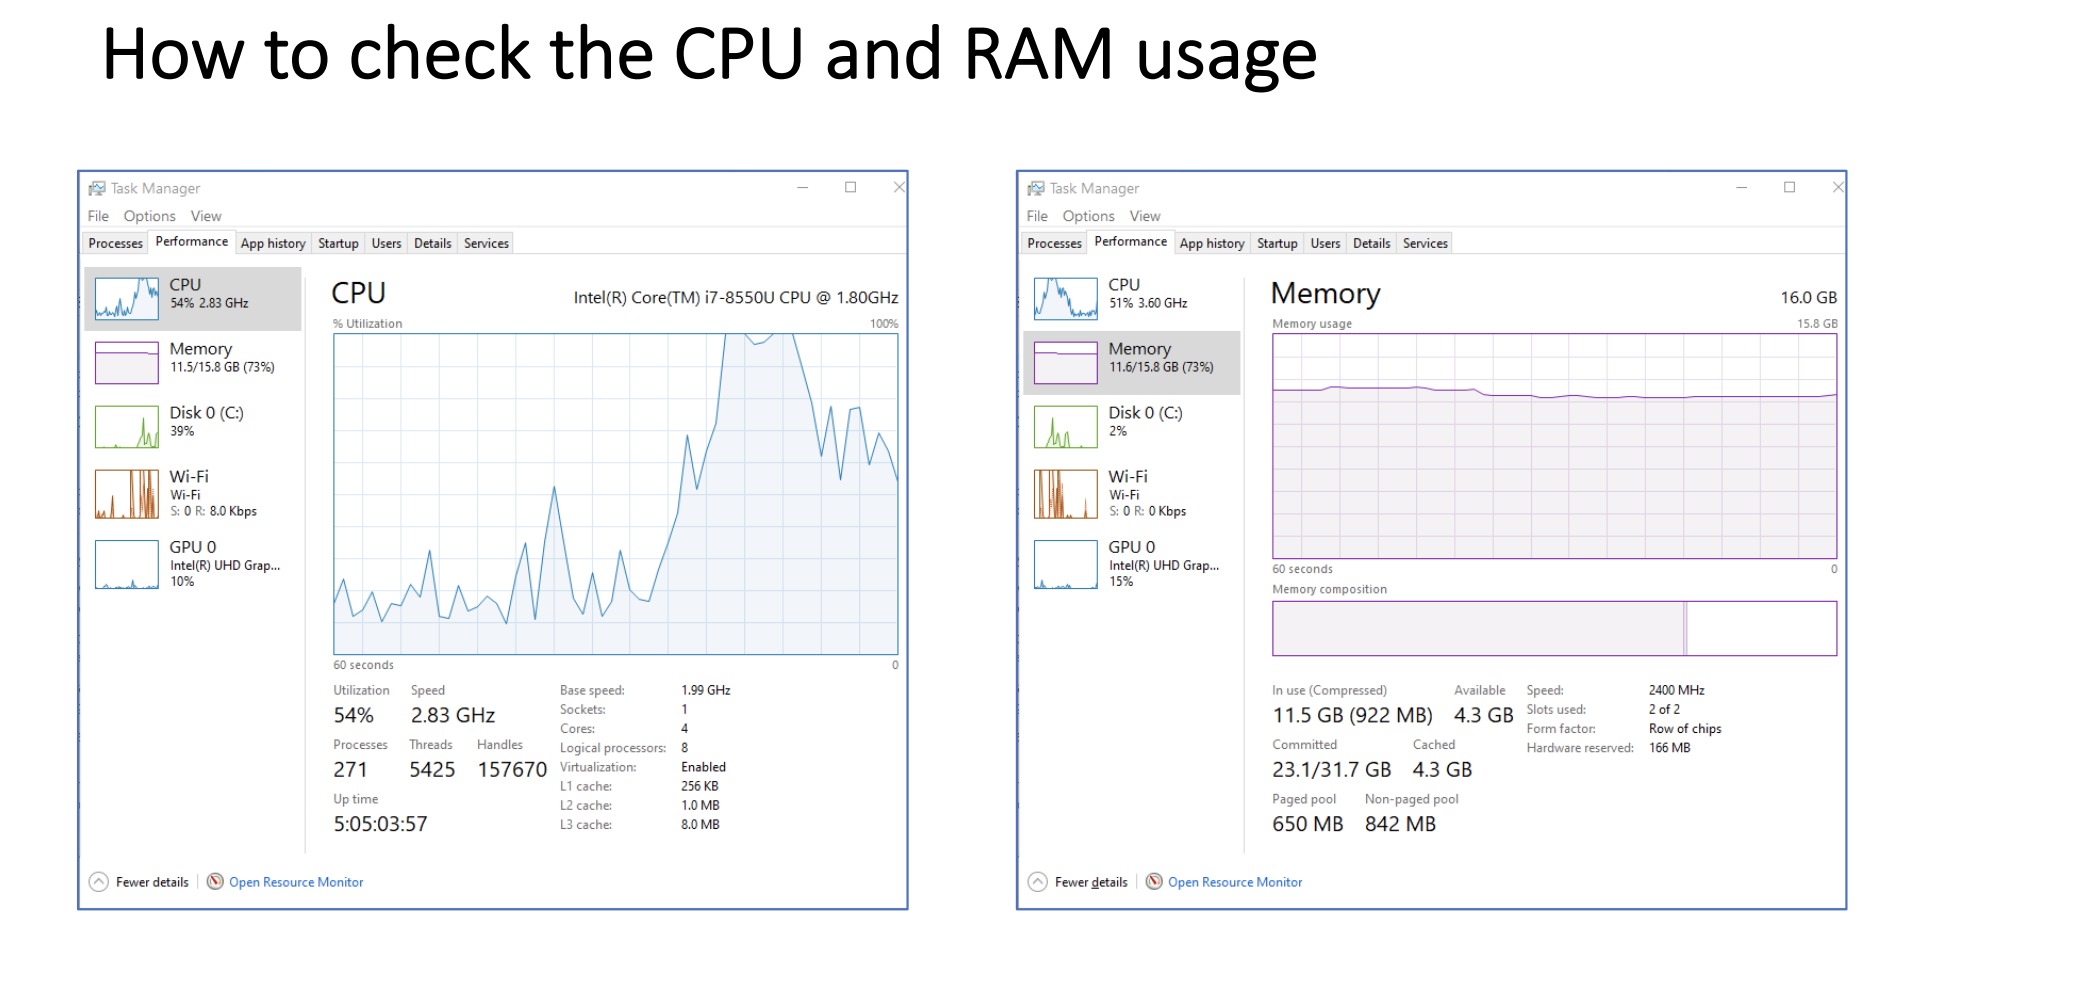 How to check the CPU and RAM usage
Task Manager
File Options View
Processes Performance App history Startup Users Details Services
CPU
54% 2.83 GHz
Memory
11.5/15.8 GB (73%)
Disk 0 (C:)
39%
Wi-Fi
Wi-Fi
S: 0 R: 8.0 Kbps
GPU 0
Intel(R) UHD Grap...
10%
CPU Intel(R) Core(TM) i7-8550U CPU @ 1.80GHz
% Utilization 100%
60 seconds 0
Utilization Speed
54% 2.83 GHz
Processes Threads Handles
271 5425 157670
Up time
5:05:03:57
Base speed: 1.99 GHz
Sockets: 1
Cores: 4
Logical processors: 8
Virtualization: Enabled
L1 cache: 256 KB
L2 cache: 1.0 MB
L3 cache: 8.0 MB
Fewer details Open Resource Monitor
Task Manager
File Options View
Processes Performance App history Startup Users Details Services
CPU
51% 3.60 GHz
Memory
11.6/15.8 GB (73%)
Disk 0 (C:)
2%
Wi-Fi
Wi-Fi
S: 0 R: 0 Kbps
GPU 0
Intel(R) UHD Grap...
15%
Memory 16.0 GB
Memory usage 15.8 GB
60 seconds 0
Memory composition
In use (Compressed) Available
11.5 GB (922 MB) 4.3 GB
Committed Cached
23.1/31.7 GB 4.3 GB
Paged pool Non-paged pool
650 MB 842 MB
Speed: 2400 MHz
Slots used: 2 of 2
Form factor: Row of chips
Hardware reserved: 166 MB
Fewer details Open Resource Monitor